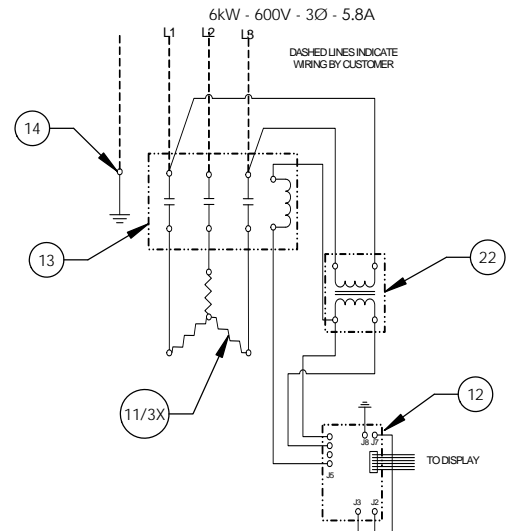 6kW - 600V - 3Ø - 5.8A
L1 L2 L3
DASHED LINES INDICATE
WIRING BY CUSTOMER
14
13
22
11/3X
12
J8 J7
J5
TO DISPLAY
J3 J2